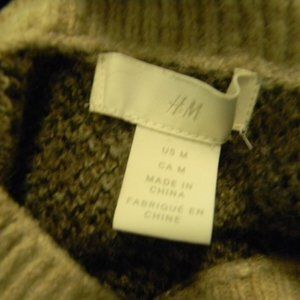 H&M
US M
CA M
MADE IN
CHINA
FABRIQUÉ EN
CHINE